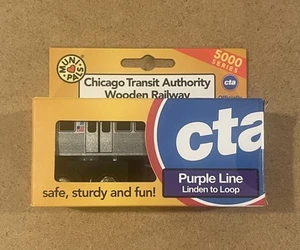 MUNI
PALS
5000
SERIES
cta
Chicago Transit Authority
Wooden Railway
cta
Purple Line
Linden to Loop
safe, sturdy and fun!